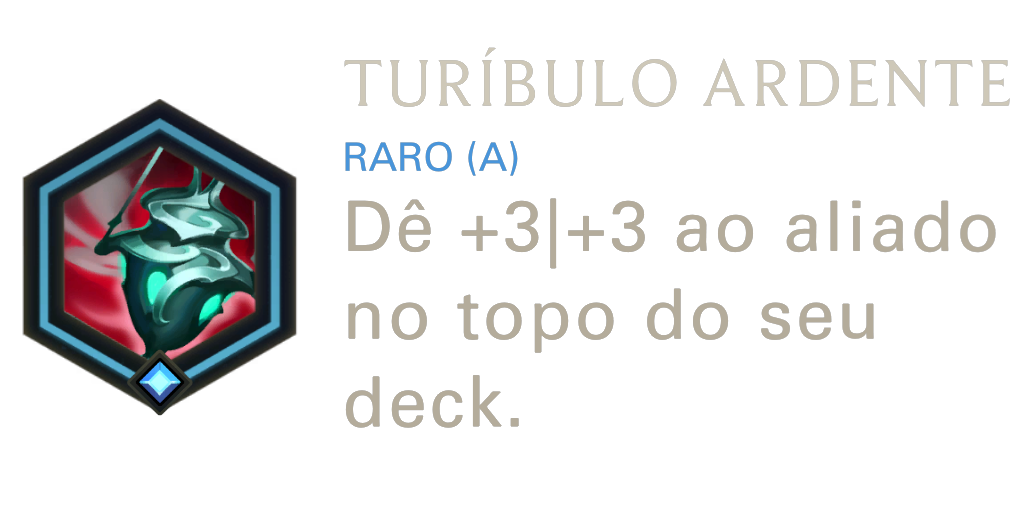 TURÍBULO ARDENTE
RARO (A)
Dê +3|+3 ao aliado
no topo do seu
deck.